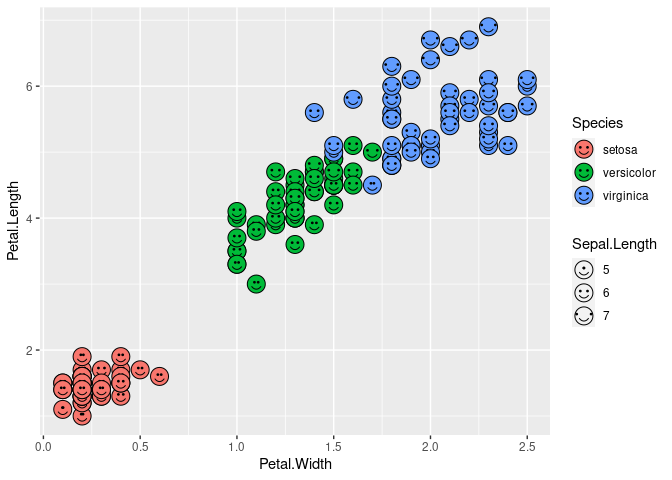 6
4
2
0.0 0.5 1.0 1.5 2.0 2.5
Petal.Width
Petal.Length
Species
setosa
versicolor
virginica
Sepal.Length
5
6
7